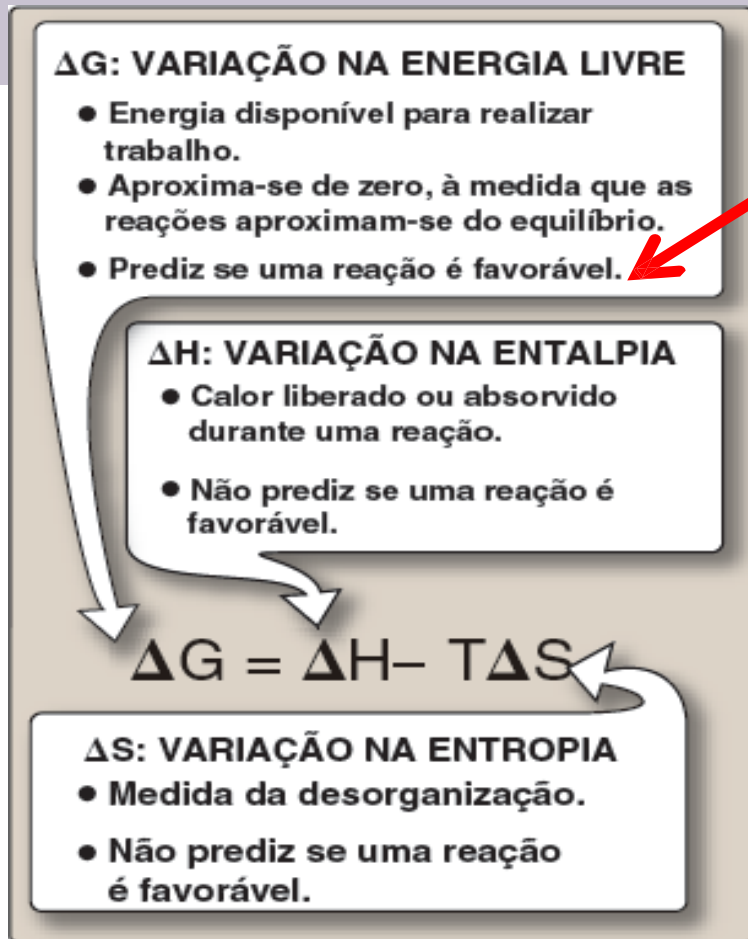 ΔG: VARIAÇÃO NA ENERGIA LIVRE
● Energia disponível para realizar
trabalho.
● Aproxima-se de zero, à medida que as
reações aproximam-se do equilíbrio.
● Prediz se uma reação é favorável.
ΔH: VARIAÇÃO NA ENTALPIA
● Calor liberado ou absorvido
durante uma reação.
● Não prediz se uma reação é
favorável.
ΔG = ΔH– TΔS
ΔS: VARIAÇÃO NA ENTROPIA
● Medida da desorganização.
● Não prediz se uma reação
é favorável.